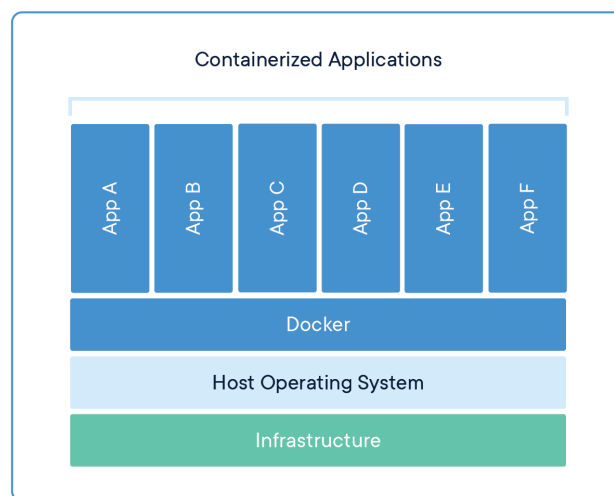 Containerized Applications
App A
App B
App C
App D
App E
App F
Docker
Host Operating System
Infrastructure